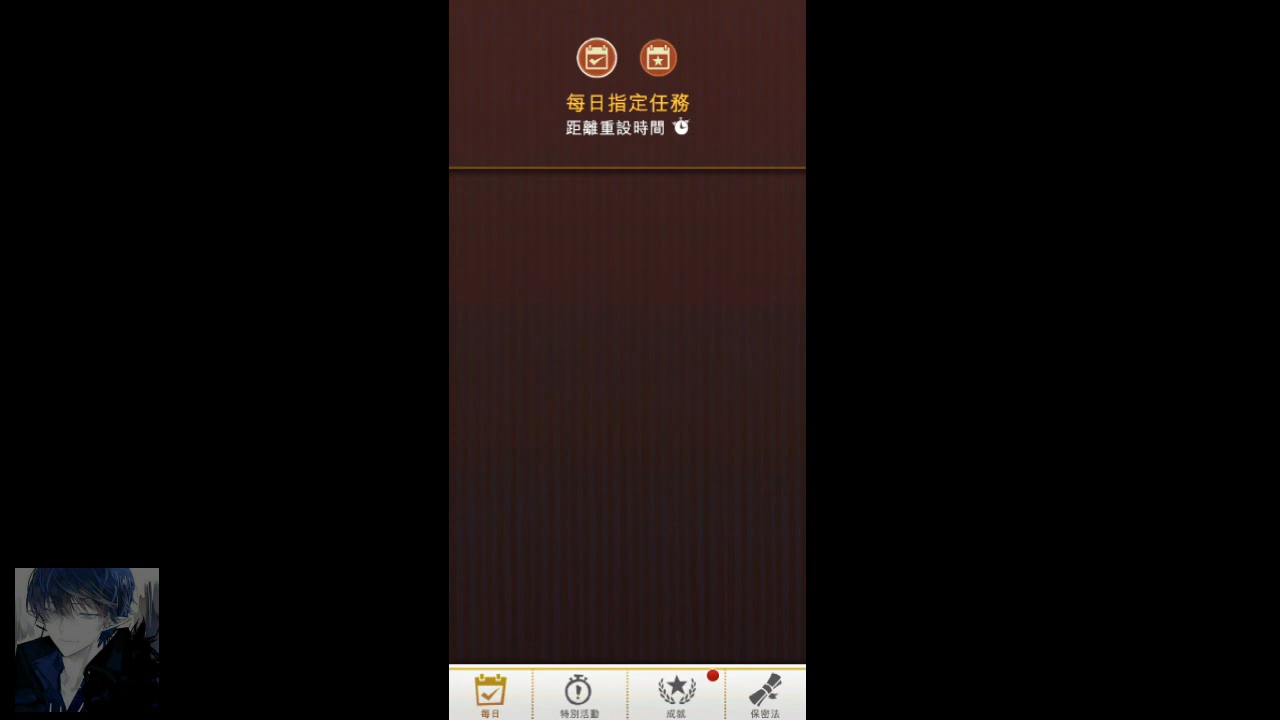 每日指定任務
距離重設時間
每日
特別活動
成就
保密法